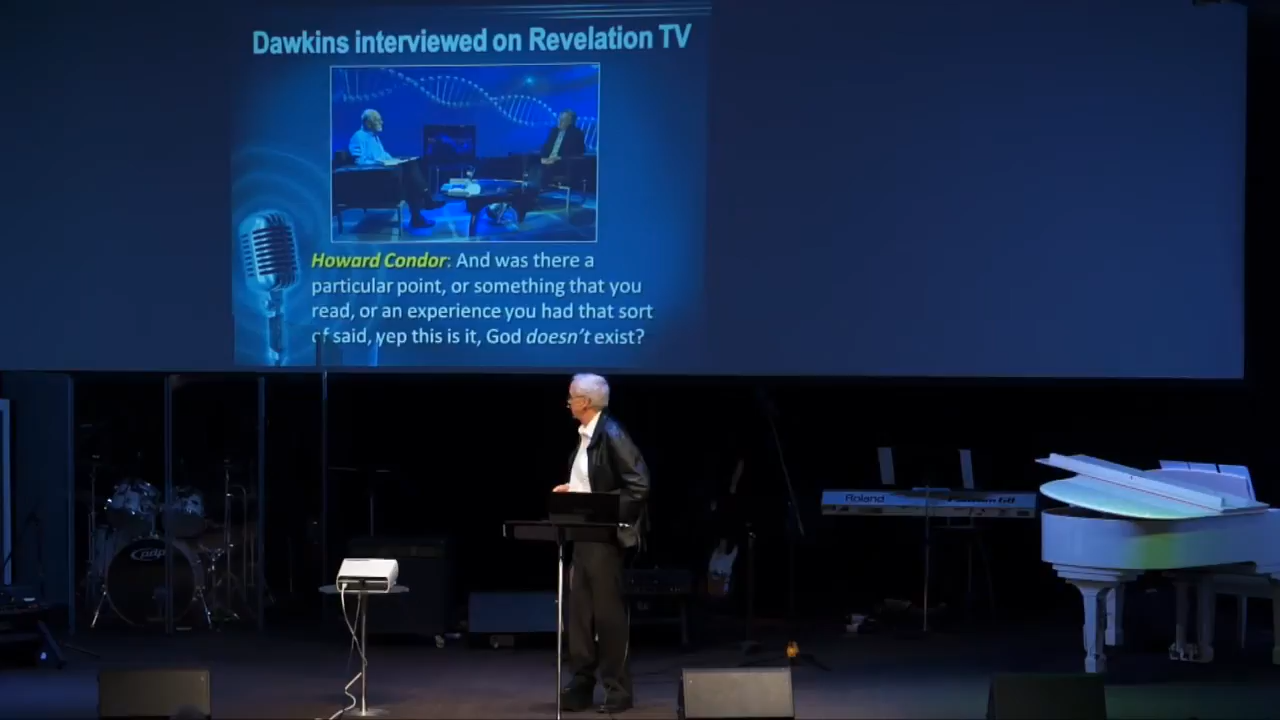 Dawkins interviewed on Revelation TV
Howard Condor: And was there a
particular point, or something that you
read, or an experience you had that sort
of said, yep this is it, God doesn't exist?
Roland
pdp